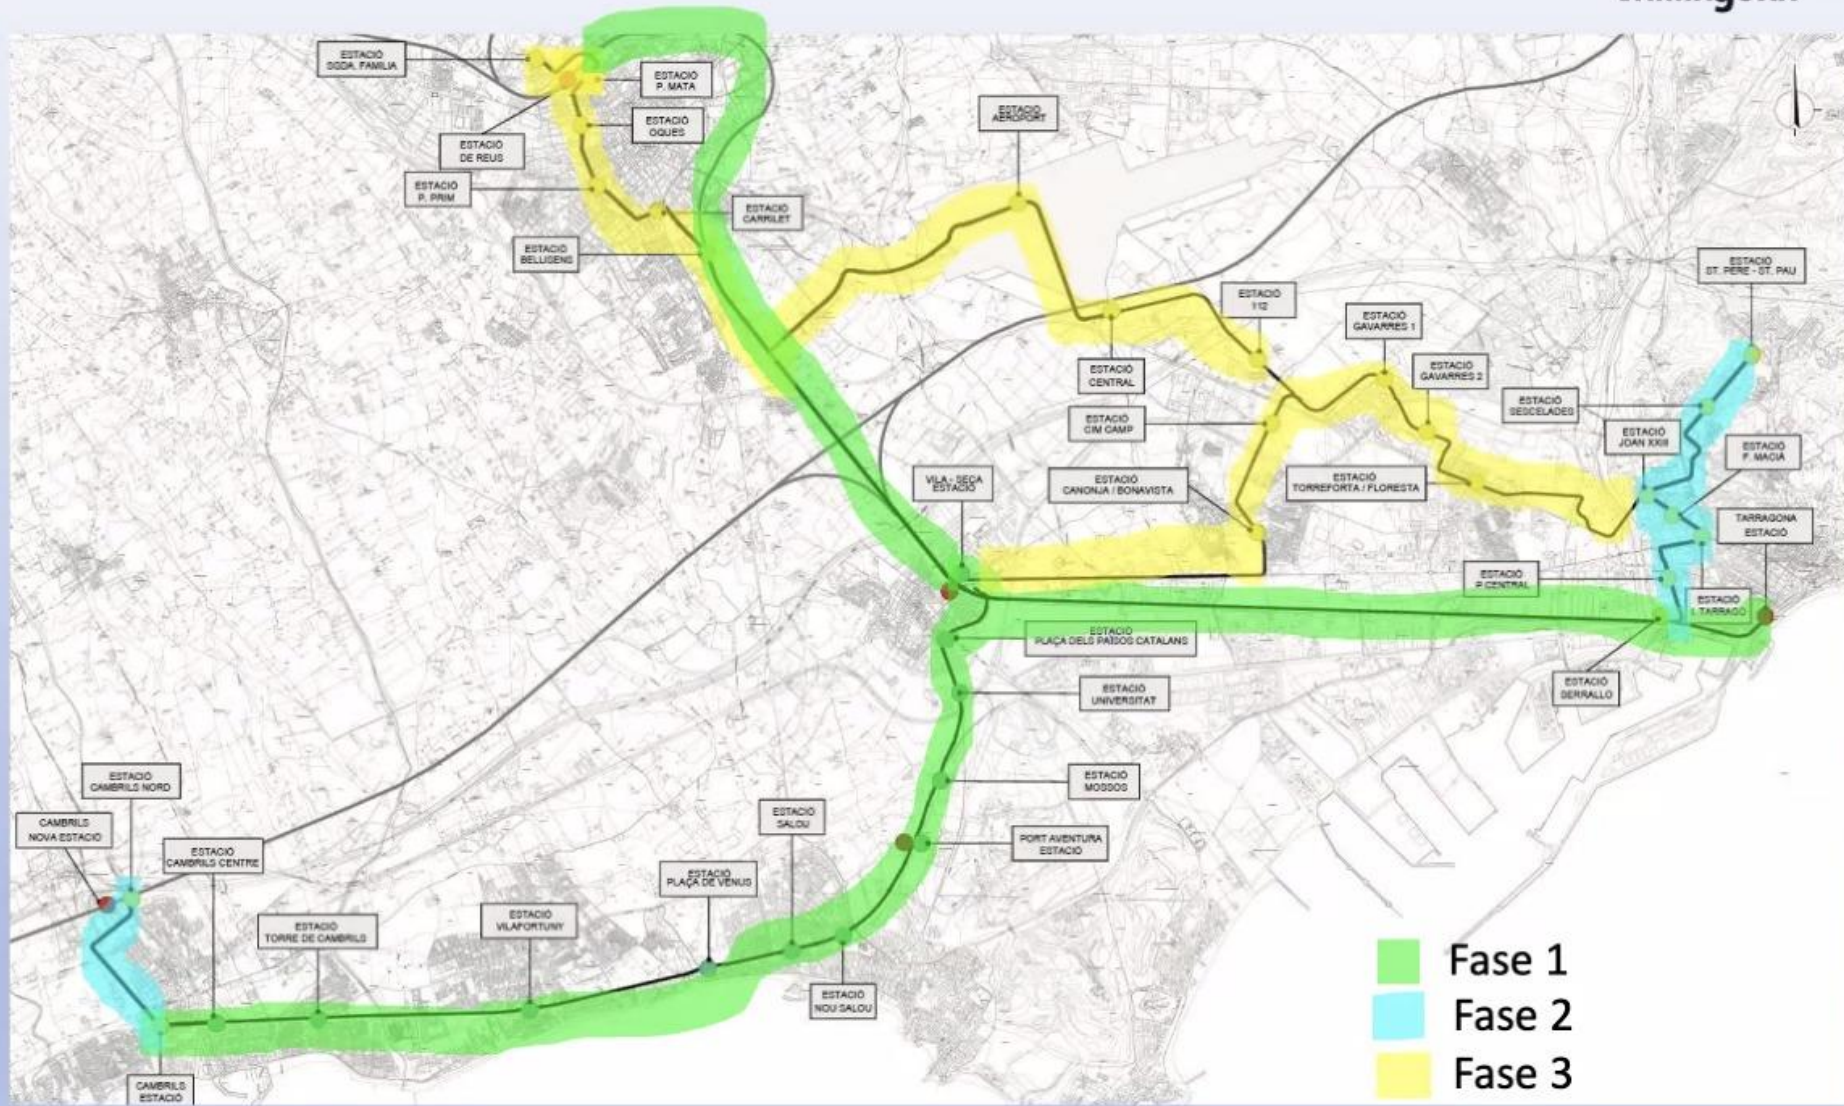 ESTACIÓ
SGDA. FAMILIA
ESTACIÓ
P. MATA
ESTACIÓ
OQUES
ESTACIÓ
DE REUS
ESTACIÓ
P. PRIM
ESTACIÓ
CARRILET
ESTACIÓ
BELLISENS
ESTACIÓ
AEROPORT
ESTACIÓ
ST. PERE - ST. PAU
ESTACIÓ
112
ESTACIÓ
GAVARRES 1
ESTACIÓ
GAVARRES 2
ESTACIÓ
CENTRAL
ESTACIÓ
SESCELADES
ESTACIÓ
CIM CAMP
ESTACIÓ
JOAN XXIII
ESTACIÓ
F. MACIÀ
VILA - SECA
ESTACIÓ
ESTACIÓ
CANONJA / BONAVISTA
ESTACIÓ
TORREFORTA / FLORESTA
TARRAGONA
ESTACIÓ
ESTACIÓ
P.CENTRAL
ESTACIÓ
I.TARRACO
ESTACIÓ
PLAÇA DELS PAÏSOS CATALANS
ESTACIÓ
UNIVERSITAT
ESTACIÓ
SERRALLO
ESTACIÓ
MOSSOS
ESTACIÓ
CAMBRILS NORD
CAMBRILS
NOVA ESTACIÓ
ESTACIÓ
SALOU
PORT AVENTURA
ESTACIÓ
ESTACIÓ
CAMBRILS CENTRE
ESTACIÓ
PLAÇA DE VENUS
ESTACIÓ
VILAFORTUNY
ESTACIÓ
TORRE DE CAMBRILS
ESTACIÓ
NOU SALOU
CAMBRILS
ESTACIÓ
Fase 1
Fase 2
Fase 3